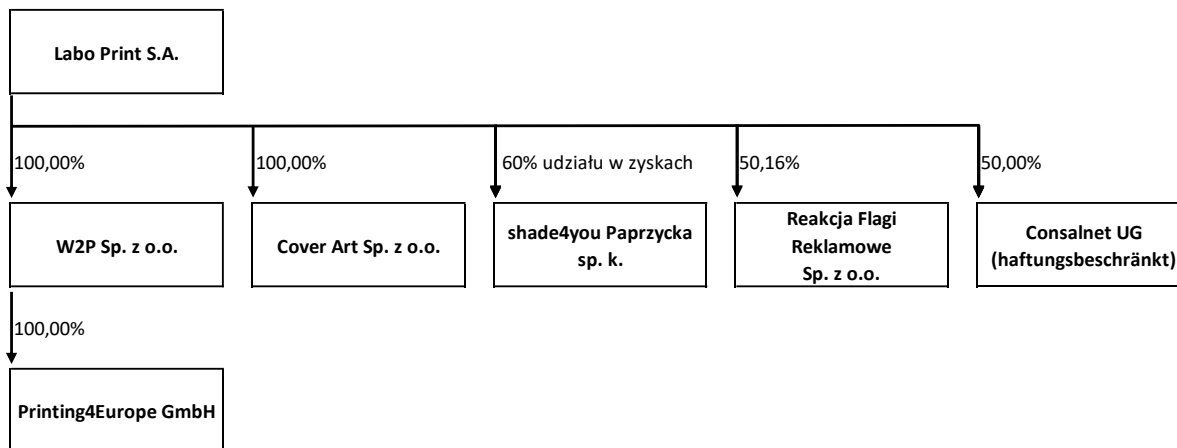 Labo Print S.A.
100,00%
100,00%
60% udziału w zyskach
50,16%
50,00%
W2P Sp. z o.o.
Cover Art Sp. z o.o.
shade4you Paprzycka
sp. k.
Reakcja Flagi
Reklamowe
Sp. z o.o.
Consalnet UG
(haftungsbeschränkt)
100,00%
Printing4Europe GmbH